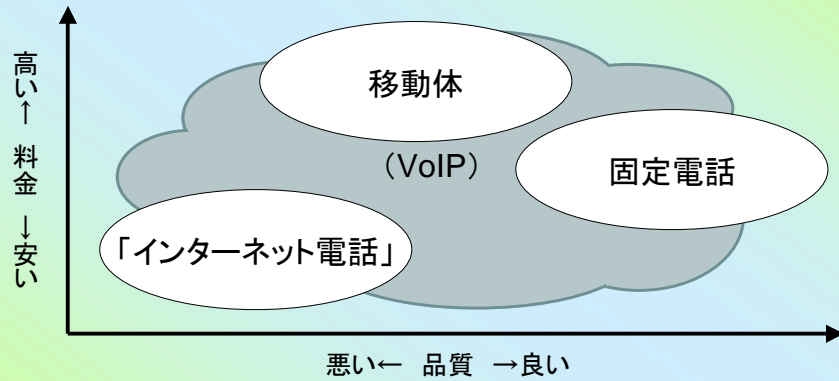 高い↑ 料金 ↓安い
移動体
（VoIP）
固定電話
「インターネット電話」
悪い← 品質 →良い